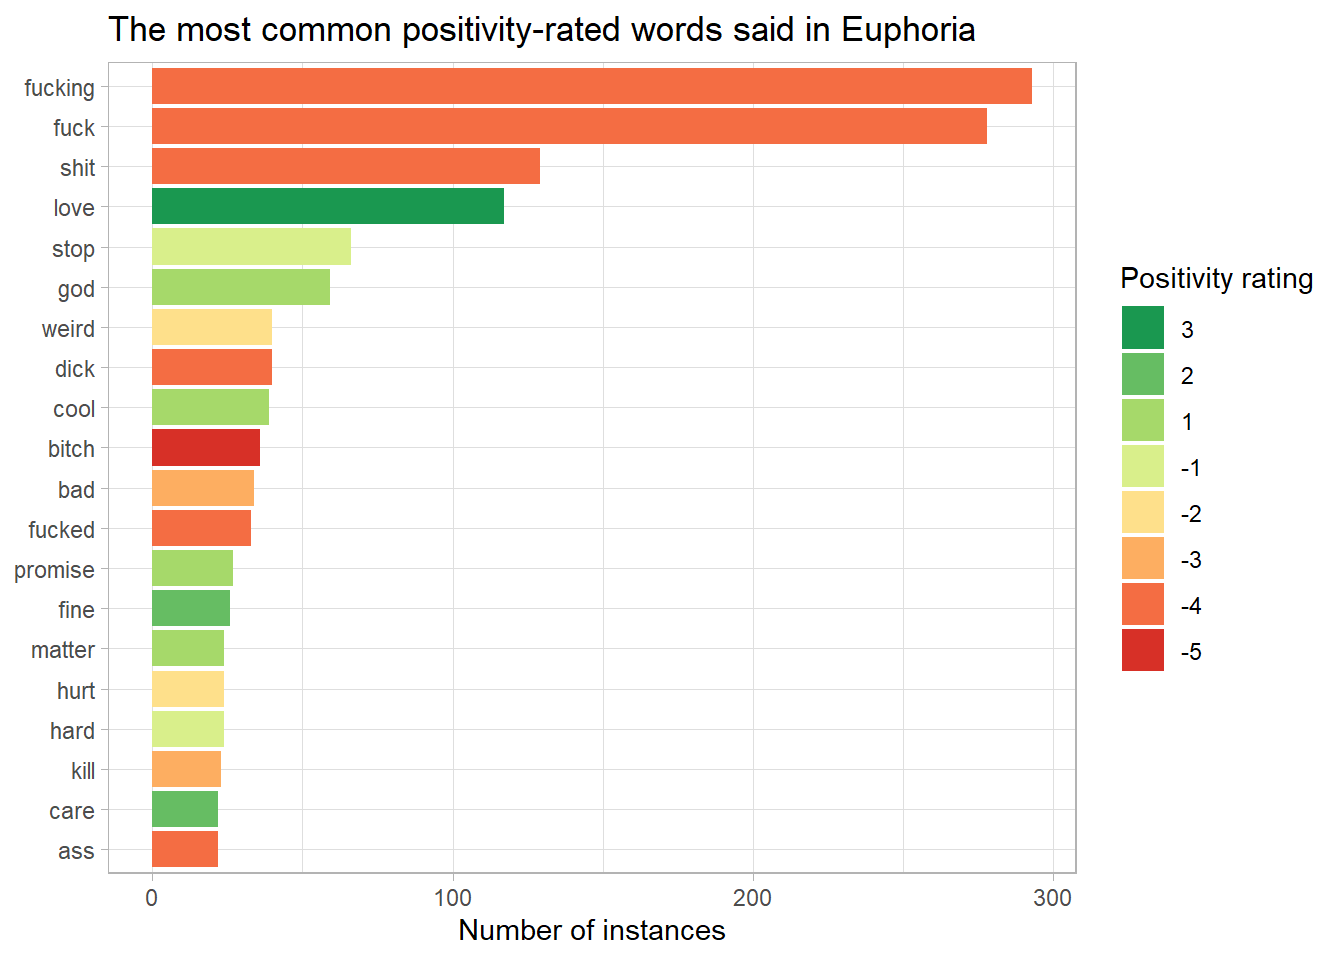 The most common positivity-rated words said in Euphoria
fucking
fuck
shit
love
stop
god
weird
dick
cool
bitch
bad
fucked
promise
fine
matter
hurt
hard
kill
care
ass
0 100 200 300
Number of instances
Positivity rating
3
2
1
-1
-2
-3
-4
-5